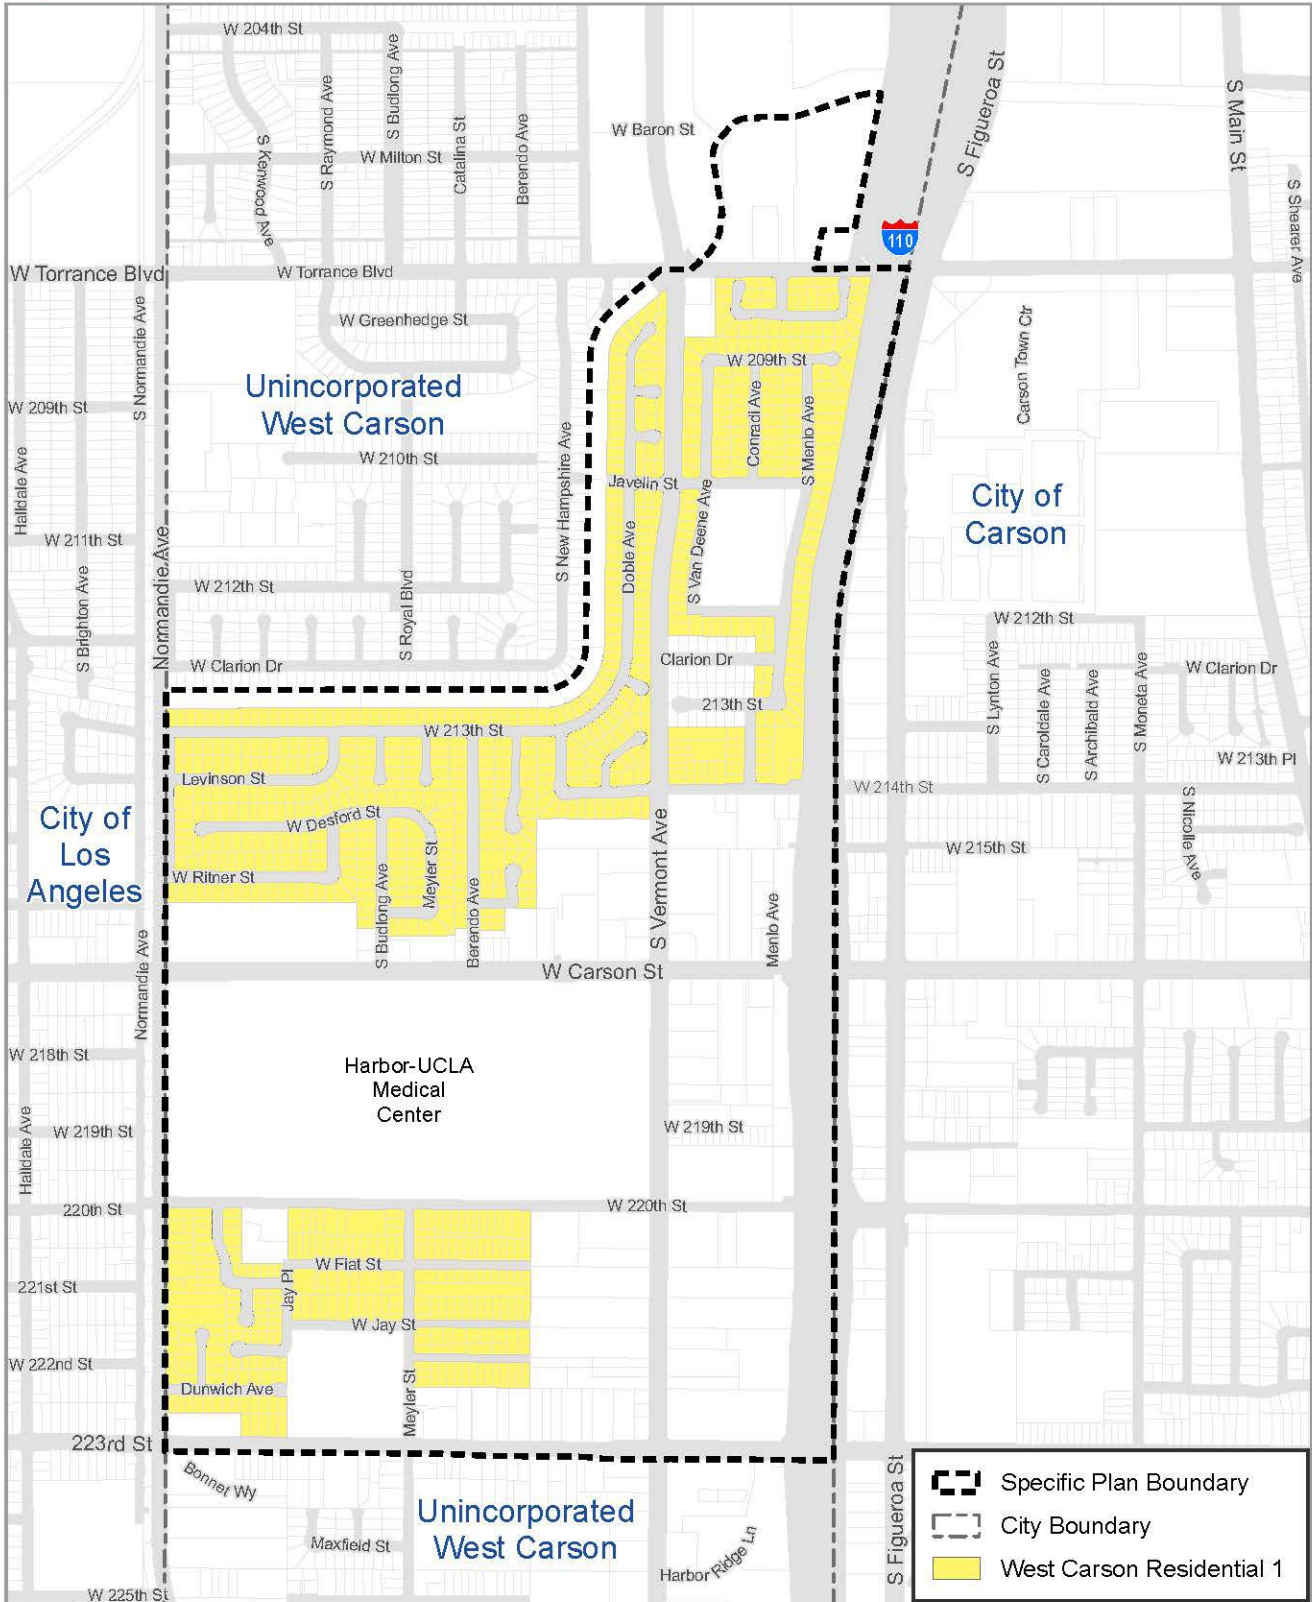 W 204th St
S Kenwood Ave
S Raymond Ave
S Budlong Ave
Catalina St
Berendo Ave
W Milton St
W Baron St
S Figueroa St
S Main St
S Shearer Ave
110
W Torrance Blvd
W Torrance Blvd
S Normandie Ave
W Greenhedge St
Unincorporated
West Carson
W 209th St
W 209th St
Conradi Ave
S Menlo Ave
Carson Town Ctr
Halldale Ave
W 210th St
S New Hampshire Ave
Javelin St
S Van Deene Ave
Doble Ave
City of
Carson
W 211th St
Normandie Ave
S Brighton Ave
W 212th St
S Royal Blvd
W 212th St
W Clarion Dr
Clarion Dr
W Clarion Dr
S Lynton Ave
S Caroldale Ave
S Archibald Ave
S Moneta Ave
213th St
W 213th St
W 213th Pl
Levinson St
W 214th St
S Nicolle Ave
City of
Los
Angeles
W Desford St
Meyler St
S Vermont Ave
W 215th St
W Ritner St
S Budlong Ave
Berendo Ave
Menlo Ave
Normandie Ave
W Carson St
W 218th St
Harbor-UCLA
Medical
Center
Halldale Ave
W 219th St
W 219th St
220th St
W 220th St
W Fiat St
221st St
Jay Pl
W Jay St
W 222nd St
Dunwich Ave
Meyler St
223rd St
Bonnet Wy
Unincorporated
West Carson
Maxfield St
Harbor Ridge Ln
S Figueroa St
W 225th St
Specific Plan Boundary
City Boundary
West Carson Residential 1